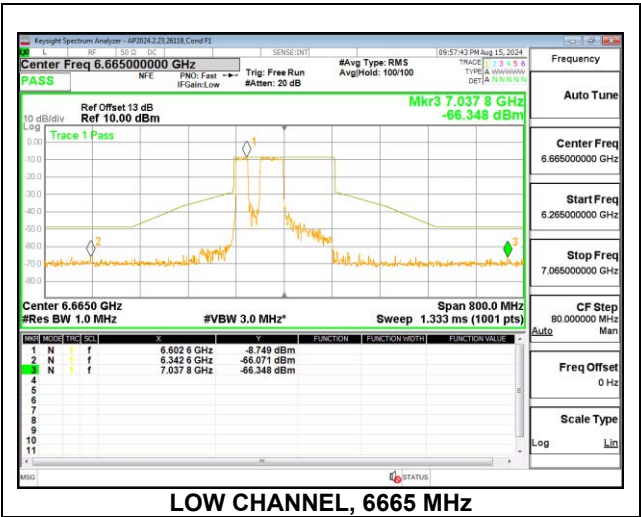 Keysight Spectrum Analyzer - AP2024.2.23,26118,Cond F1
L RF 50 Ω DC SENSE:INT 09:57:43 PM Aug 15, 2024
Center Freq 6.665000000 GHz
#Avg Type: RMS
TRACE 1 2 3 4 5 6
PASS
NFE
PNO: Fast
Trig: Free Run
Avg|Hold: 100/100
TYPE A WWWWW
IFGain:Low
#Atten: 20 dB
DET A NNNNN
Frequency
Auto Tune
Ref Offset 13 dB
Mkr3 7.037 8 GHz
10 dB/div
Ref 10.00 dBm
-66.348 dBm
Log
Trace 1 Pass
0.00
-10.0
-20.0
-30.0
-40.0
-50.0
-60.0
-70.0
-80.0
1
2
3
Center Freq
6.665000000 GHz
Start Freq
6.265000000 GHz
Stop Freq
7.065000000 GHz
Center 6.6650 GHz
Span 800.0 MHz
#Res BW 1.0 MHz
#VBW 3.0 MHz*
Sweep 1.333 ms (1001 pts)
CF Step
80.000000 MHz
Auto Man
MKR MODE TRC SCL X Y FUNCTION FUNCTION WIDTH FUNCTION VALUE
1 N 1 f 6.602 6 GHz -8.749 dBm
2 N 1 f 6.342 6 GHz -66.071 dBm
3 N 1 f 7.037 8 GHz -66.348 dBm
4
5
6
7
8
9
10
11
Freq Offset
0 Hz
Scale Type
Log Lin
MSG
STATUS
LOW CHANNEL, 6665 MHz